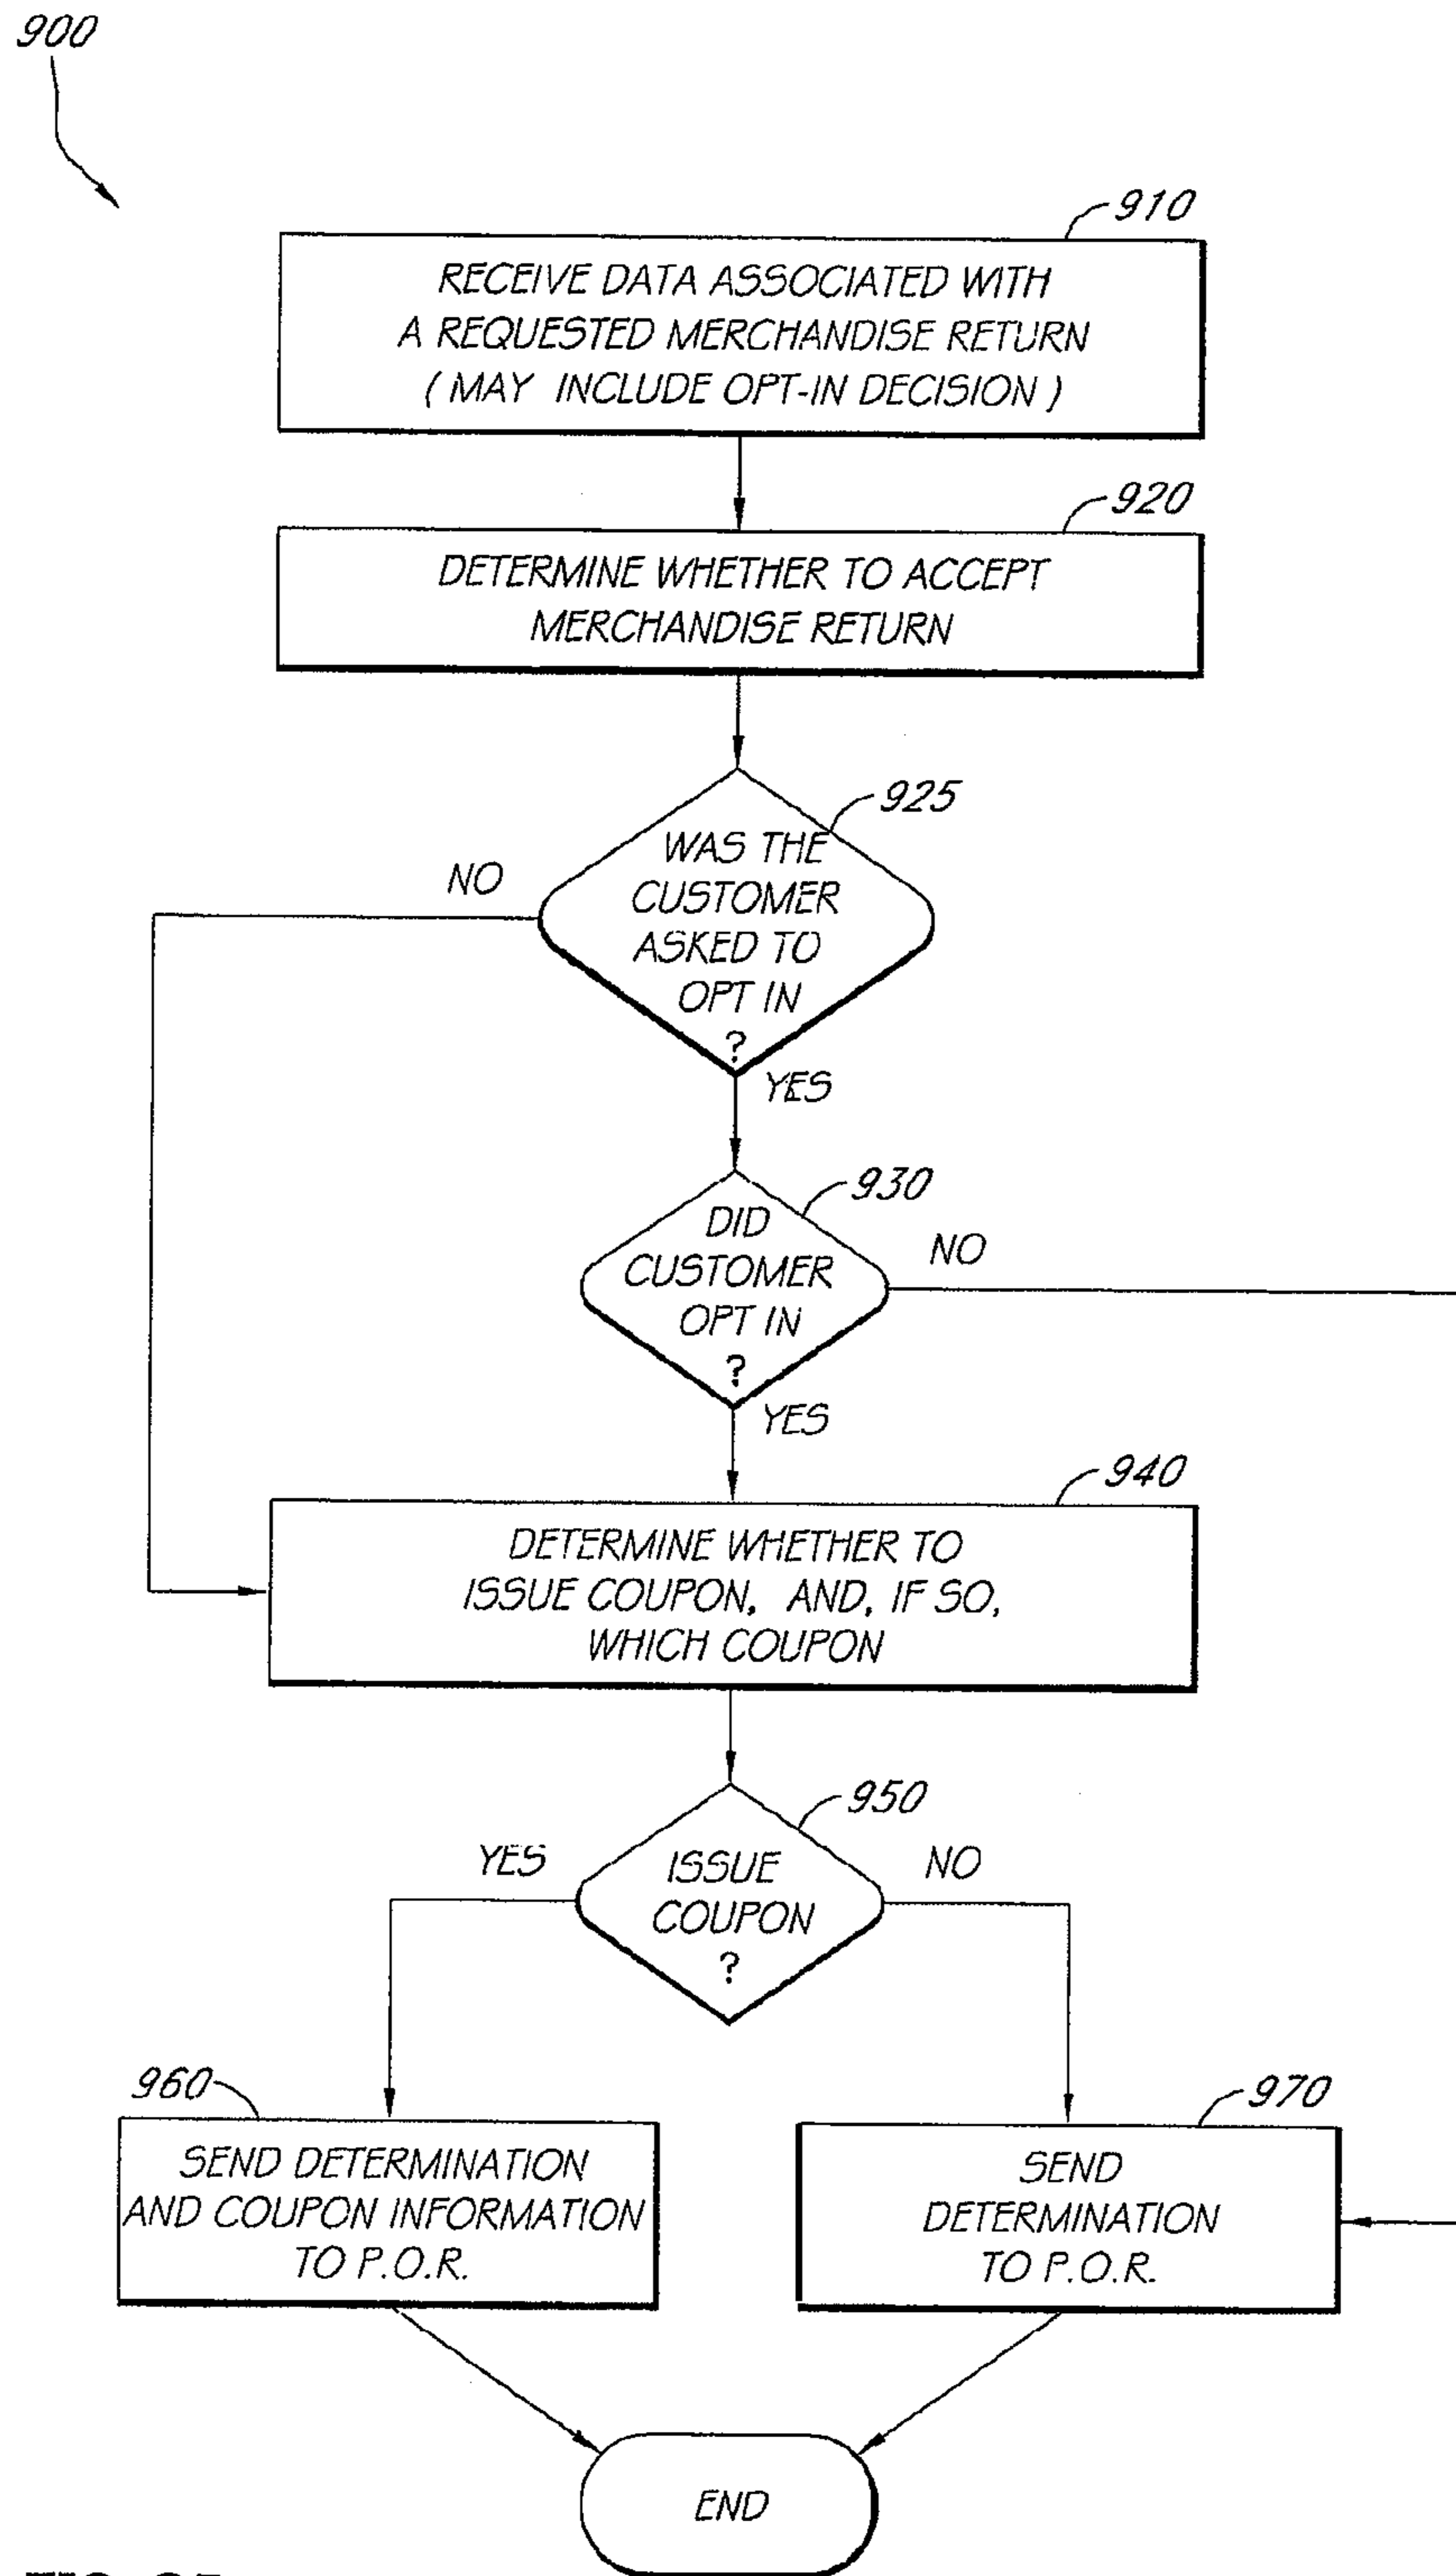 900
910
RECEIVE DATA ASSOCIATED WITH
A REQUESTED MERCHANDISE RETURN
( MAY INCLUDE OPT-IN DECISION )
920
DETERMINE WHETHER TO ACCEPT
MERCHANDISE RETURN
925
WAS THE
CUSTOMER
ASKED TO
OPT IN
?
NO
YES
930
DID
CUSTOMER
OPT IN
?
NO
YES
940
DETERMINE WHETHER TO
ISSUE COUPON, AND, IF SO,
WHICH COUPON
950
ISSUE
COUPON
?
YES
NO
960
SEND DETERMINATION
AND COUPON INFORMATION
TO P.O.R.
970
SEND
DETERMINATION
TO P.O.R.
END